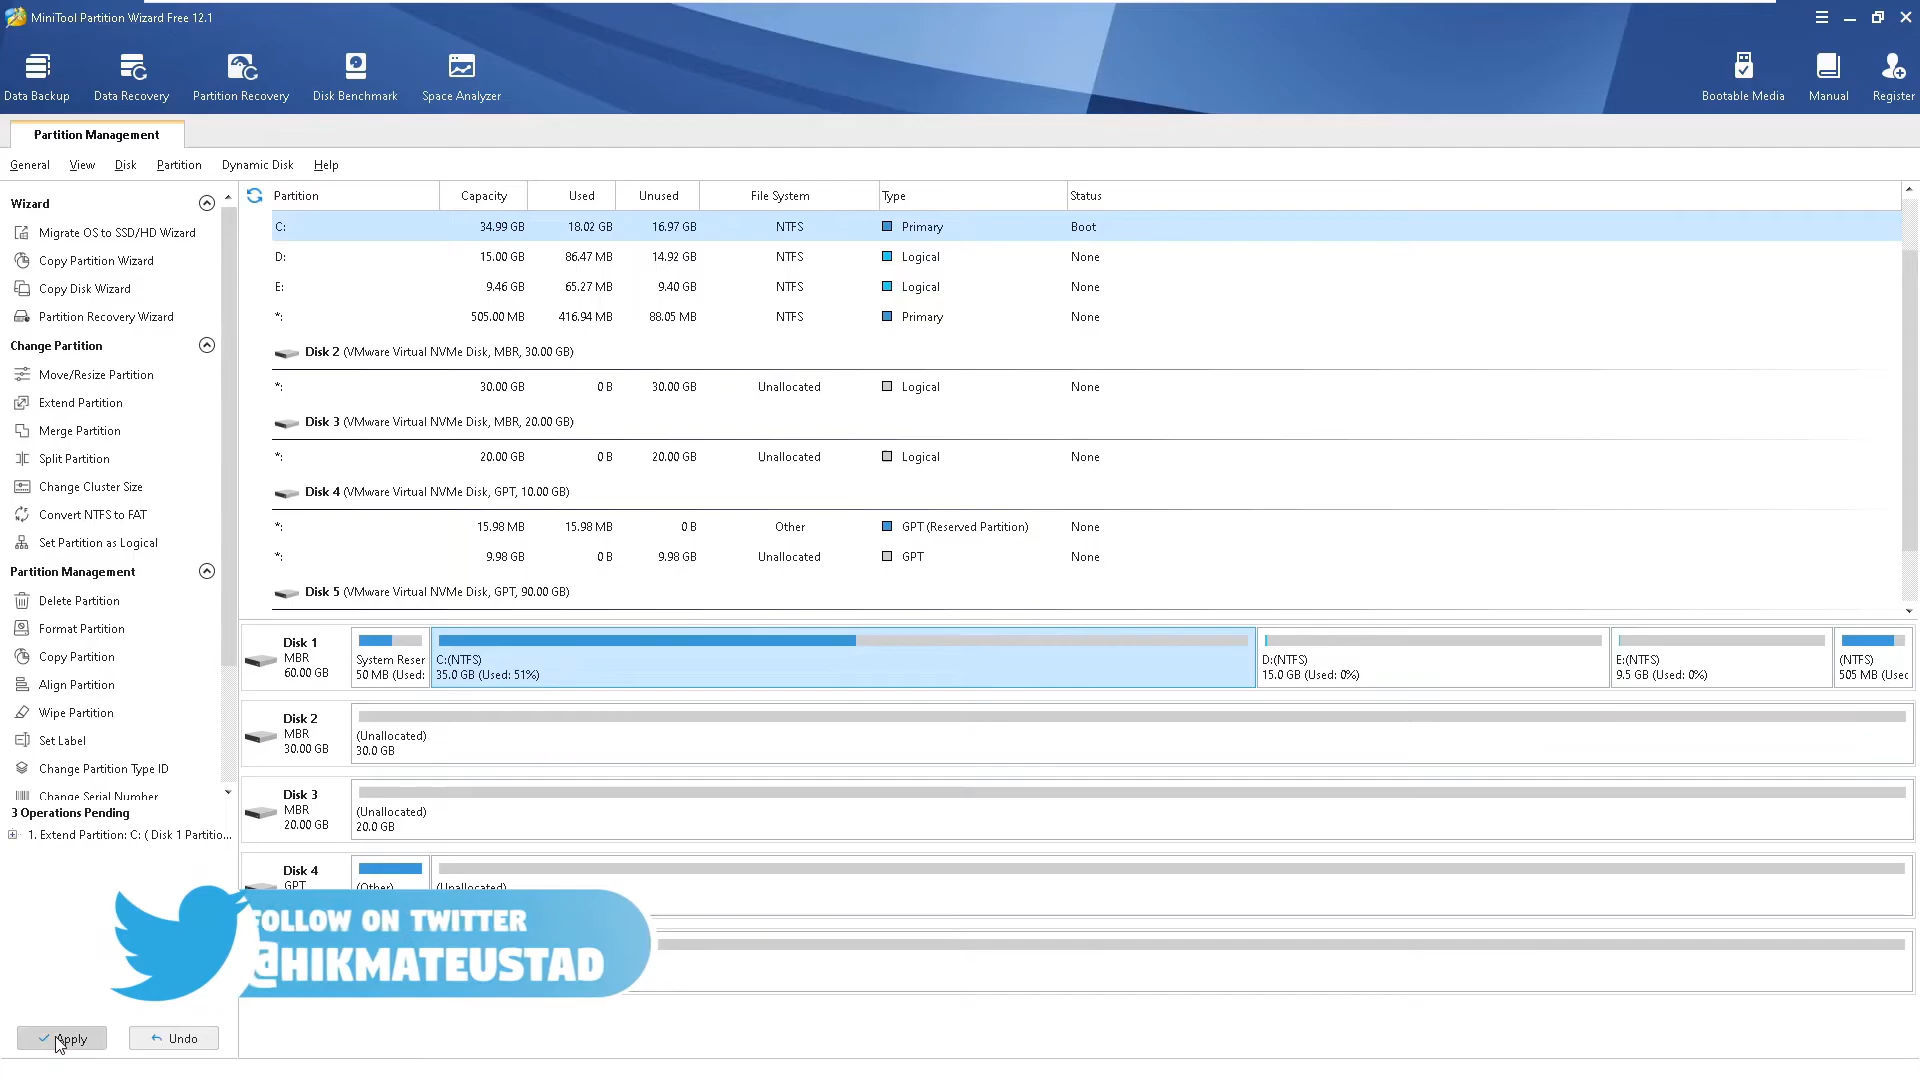 MiniTool Partition Wizard Free 12.1
Data Backup
Data Recovery
Partition Recovery
Disk Benchmark
Space Analyzer
Bootable Media
Manual
Register
Partition Management
General View Disk Partition Dynamic Disk Help
Wizard
Migrate OS to SSD/HD Wizard
Copy Partition Wizard
Copy Disk Wizard
Partition Recovery Wizard
Change Partition
Move/Resize Partition
Extend Partition
Merge Partition
Split Partition
Change Cluster Size
Convert NTFS to FAT
Set Partition as Logical
Partition Management
Delete Partition
Format Partition
Copy Partition
Align Partition
Wipe Partition
Set Label
Change Partition Type ID
Change Serial Number
3 Operations Pending
1. Extend Partition: C: ( Disk 1 Partitio...
Apply
Undo
Partition Capacity Used Unused File System Type Status
C: 34.99 GB 18.02 GB 16.97 GB NTFS Primary Boot
D: 15.00 GB 86.47 MB 14.92 GB NTFS Logical None
E: 9.46 GB 65.27 MB 9.40 GB NTFS Logical None
*: 505.00 MB 416.94 MB 88.05 MB NTFS Primary None
Disk 2 (VMware Virtual NVMe Disk, MBR, 30.00 GB)
*: 30.00 GB 0 B 30.00 GB Unallocated Logical None
Disk 3 (VMware Virtual NVMe Disk, MBR, 20.00 GB)
*: 20.00 GB 0 B 20.00 GB Unallocated Logical None
Disk 4 (VMware Virtual NVMe Disk, GPT, 10.00 GB)
*: 15.98 MB 15.98 MB 0 B Other GPT (Reserved Partition) None
*: 9.98 GB 0 B 9.98 GB Unallocated GPT None
Disk 5 (VMware Virtual NVMe Disk, GPT, 90.00 GB)
Disk 1
MBR
60.00 GB
System Reser
50 MB (Used:
C:(NTFS)
35.0 GB (Used: 51%)
D:(NTFS)
15.0 GB (Used: 0%)
E:(NTFS)
9.5 GB (Used: 0%)
(NTFS)
505 MB (Usec
Disk 2
MBR
30.00 GB
(Unallocated)
30.0 GB
Disk 3
MBR
20.00 GB
(Unallocated)
20.0 GB
Disk 4
GPT
(Other)
(Unallocated)
FOLLOW ON TWITTER
@HIKMATEUSTAD